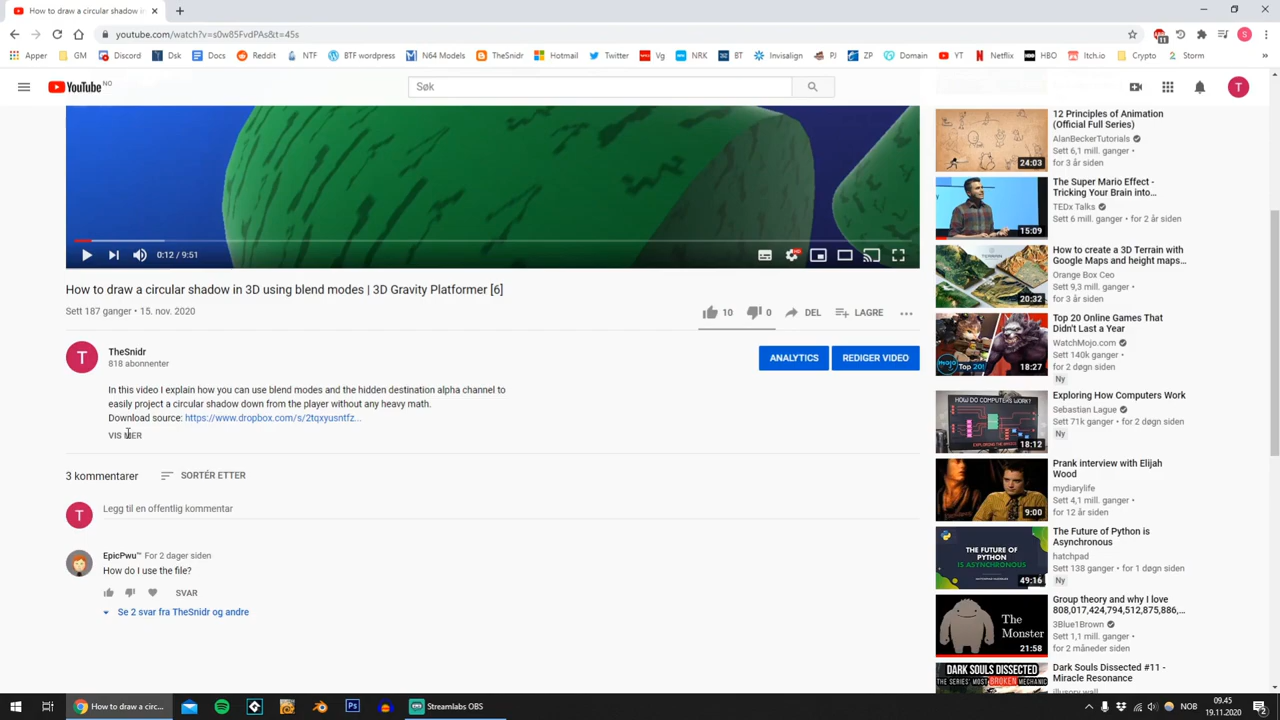 How to draw a circular shadow in
youtube.com/watch?v=s0w85FvdPAs&t=45s
11
S
Apper GM Discord Dsk Docs Reddit NTF BTF wordpress N64 Models TheSnidr Hotmail Twitter Vg NRK BT Invisalign PJ ZP Domain YT Netflix HBO Itch.io Crypto Storm »
YouTube NO
Søk
T
0:12 / 9:51
How to draw a circular shadow in 3D using blend modes | 3D Gravity Platformer [6]
Sett 187 ganger • 15. nov. 2020
10 0 DEL LAGRE
T
TheSnidr
818 abonnenter
ANALYTICS REDIGER VIDEO
In this video I explain how you can use blend modes and the hidden destination alpha channel to
easily project a circular shadow down from the player without any heavy math.
Download source: https://www.dropbox.com/s/2tqxyusntfz...
VIS MER
3 kommentarer SORTÉR ETTER
T
Legg til en offentlig kommentar
EpicPwu™ For 2 dager siden
How do I use the file?
SVAR
Se 2 svar fra TheSnidr og andre
24:03
12 Principles of Animation
(Official Full Series)
AlanBeckerTutorials
Sett 6,1 mill. ganger •
for 3 år siden
15:09
The Super Mario Effect -
Tricking Your Brain into...
TEDx Talks
Sett 6 mill. ganger • for 2 år siden
20:32
How to create a 3D Terrain with
Google Maps and height maps...
Orange Box Ceo
Sett 9,3 mill. ganger •
for 3 år siden
mojo TOP 20!
18:27
Top 20 Online Games That
Didn't Last a Year
WatchMojo.com
Sett 140k ganger •
for 2 døgn siden
Ny
HOW DO COMPUTERS WORK?
18:12
Exploring How Computers Work
Sebastian Lague
Sett 71k ganger • for 2 døgn siden
Ny
9:00
Prank interview with Elijah
Wood
mydiarylife
Sett 4,1 mill. ganger •
for 12 år siden
THE FUTURE OF
PYTHON
IS ASYNCHRONOUS
49:16
The Future of Python is
Asynchronous
hatchpad
Sett 138 ganger • for 1 døgn siden
Ny
The
Monster
21:58
Group theory and why I love
808,017,424,794,512,875,886,...
3Blue1Brown
Sett 1,1 mill. ganger •
for 2 måneder siden
DARK SOULS DISSECTED
THE SERIES' MOST BROKEN MECHANIC
Dark Souls Dissected #11 -
Miracle Resonance
illusory wall
How to draw a circ...
Ps
Streamlabs OBS
NOB
09.45
19.11.2020
2